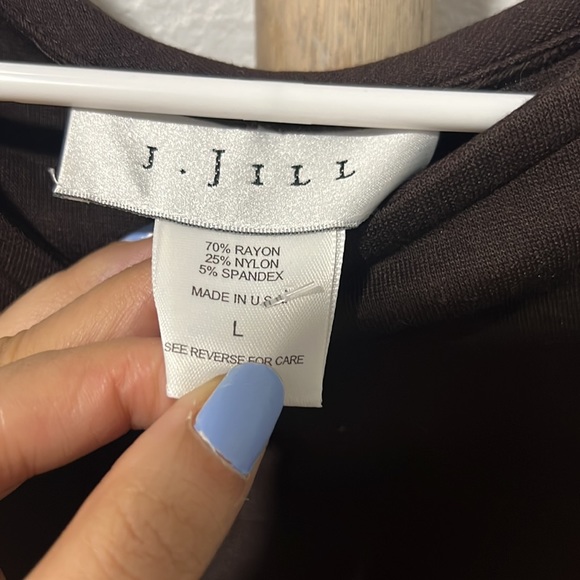 J. JILL
70% RAYON
25% NYLON
5% SPANDEX
MADE IN U.S.A.
L
SEE REVERSE FOR CARE